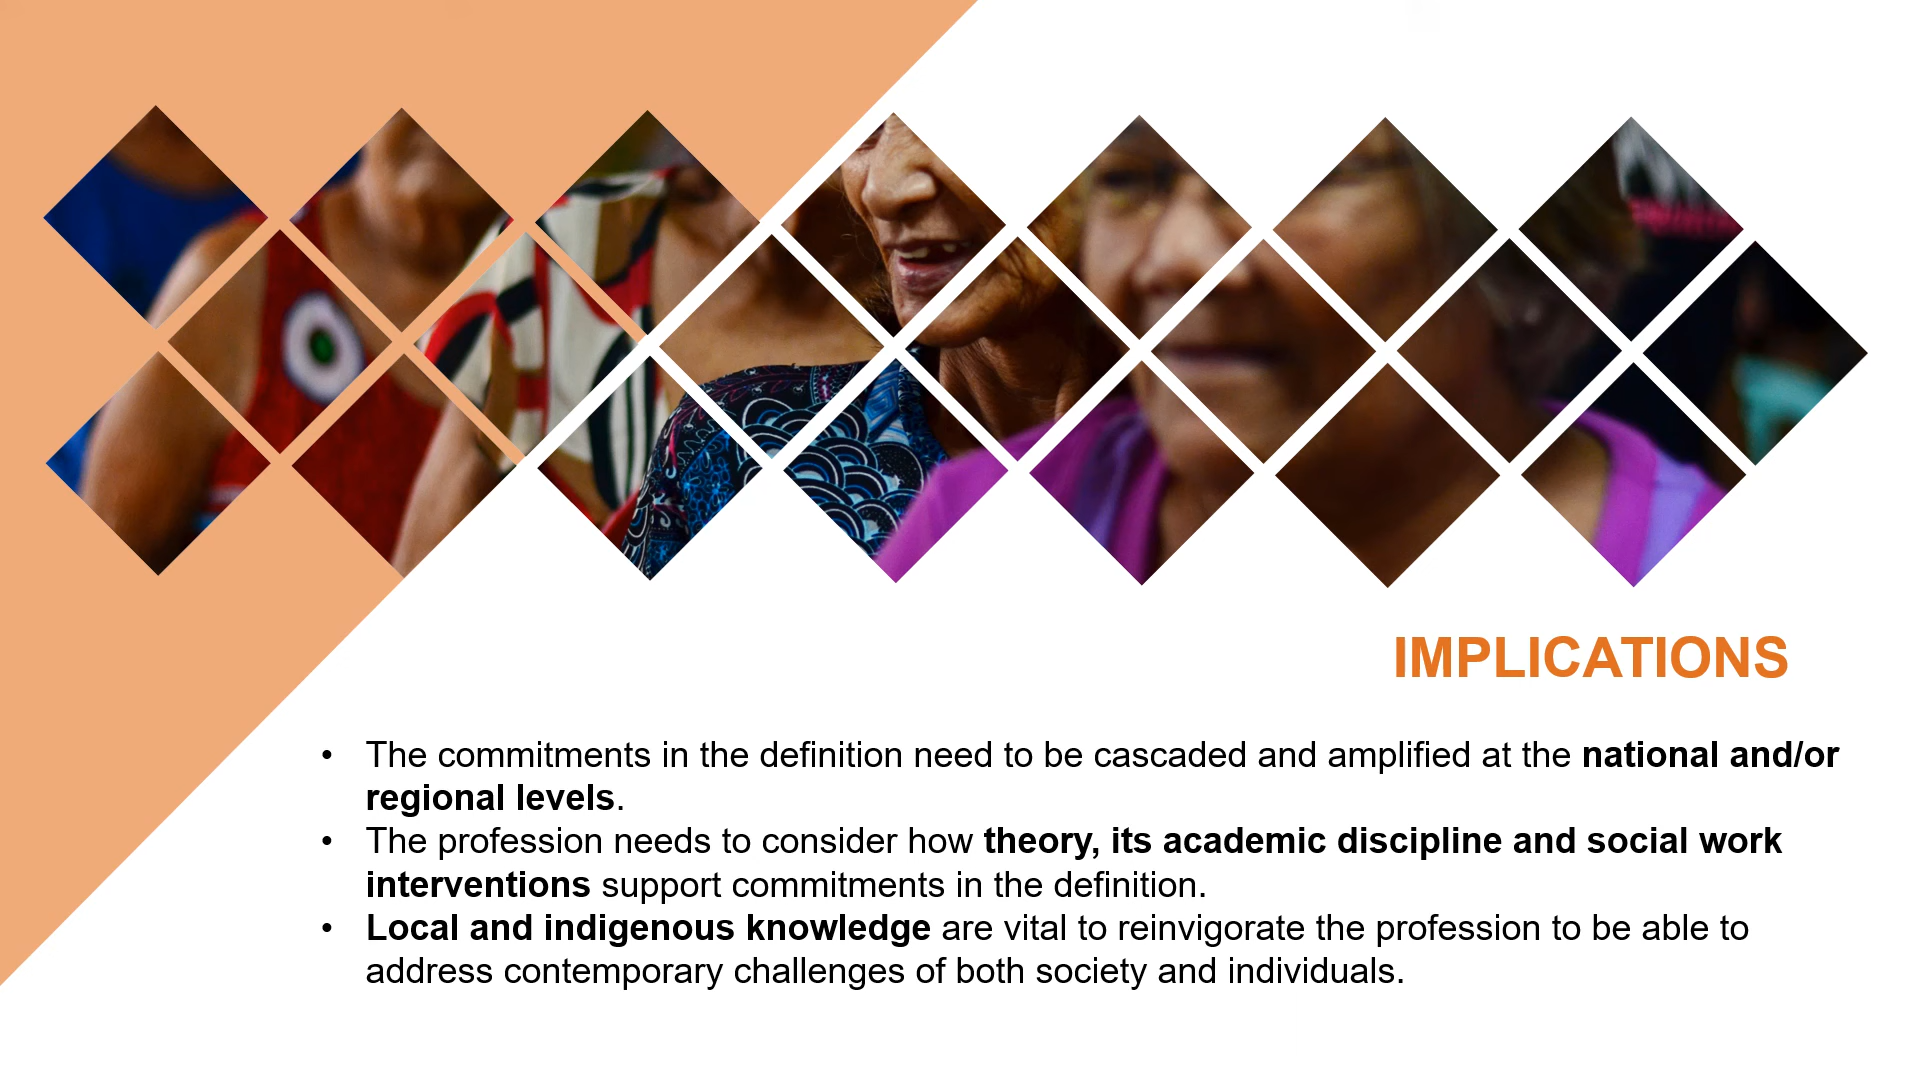 IMPLICATIONS
• The commitments in the definition need to be cascaded and amplified at the national and/or
regional levels.
• The profession needs to consider how theory, its academic discipline and social work
interventions support commitments in the definition.
• Local and indigenous knowledge are vital to reinvigorate the profession to be able to
address contemporary challenges of both society and individuals.